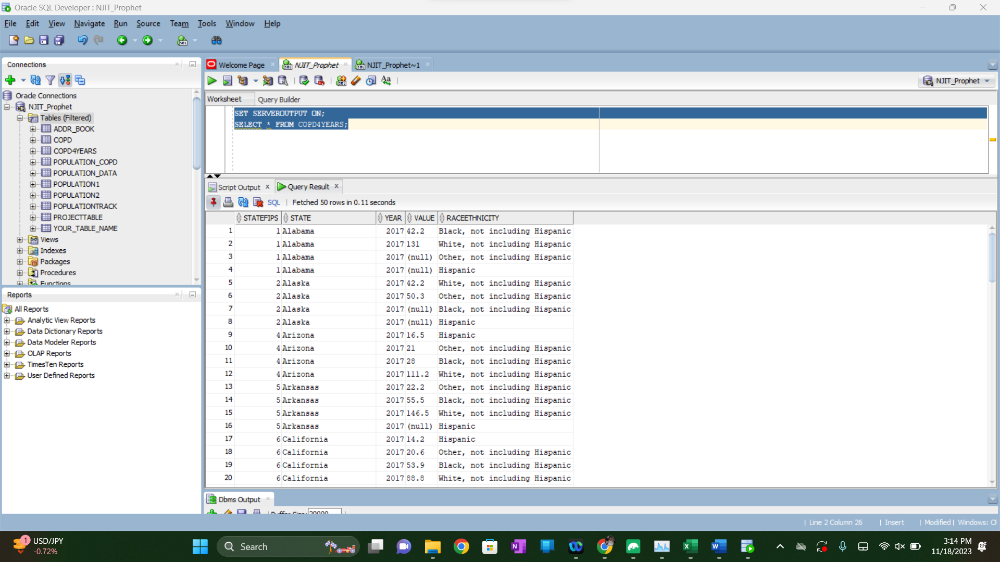 Oracle SQL Developer : NJIT_Prophet
File Edit View Navigate Run Source Team Tools Window Help
Connections
Oracle Connections
NJIT_Prophet
Tables (Filtered)
ADDR_BOOK
COPD
COPD4YEARS
POPULATION_COPD
POPULATION_DATA
POPULATION1
POPULATION2
POPULATIONTRACK
PROJECTTABLE
YOUR_TABLE_NAME
Views
Indexes
Packages
Procedures
Functions
Reports
All Reports
Analytic View Reports
Data Dictionary Reports
Data Modeler Reports
OLAP Reports
TimesTen Reports
User Defined Reports
Welcome Page NJIT_Prophet NJIT_Prophet~1
NJIT_Prophet
Worksheet Query Builder
SET SERVEROUTPUT ON;
SELECT * FROM COPD4YEARS;
Script Output Query Result
SQL | Fetched 50 rows in 0.11 seconds
STATEFIPS STATE YEAR VALUE RACEETHNICITY
1 1 Alabama 2017 42.2 Black, not including Hispanic
2 1 Alabama 2017 131 White, not including Hispanic
3 1 Alabama 2017 (null) Other, not including Hispanic
4 1 Alabama 2017 (null) Hispanic
5 2 Alaska 2017 42.2 White, not including Hispanic
6 2 Alaska 2017 50.3 Other, not including Hispanic
7 2 Alaska 2017 (null) Black, not including Hispanic
8 2 Alaska 2017 (null) Hispanic
9 4 Arizona 2017 16.5 Hispanic
10 4 Arizona 2017 21 Other, not including Hispanic
11 4 Arizona 2017 28 Black, not including Hispanic
12 4 Arizona 2017 111.2 White, not including Hispanic
13 5 Arkansas 2017 22.2 Other, not including Hispanic
14 5 Arkansas 2017 55.5 Black, not including Hispanic
15 5 Arkansas 2017 146.5 White, not including Hispanic
16 5 Arkansas 2017 (null) Hispanic
17 6 California 2017 14.2 Hispanic
18 6 California 2017 20.6 Other, not including Hispanic
19 6 California 2017 53.9 Black, not including Hispanic
20 6 California 2017 88.8 White, not including Hispanic
Dbms Output
Buffer Size: 20000
| Line 2 Column 26 | Insert | Modified | Windows: CF
1 USD/JPY
-0.72%
Search
3:14 PM
11/18/2023